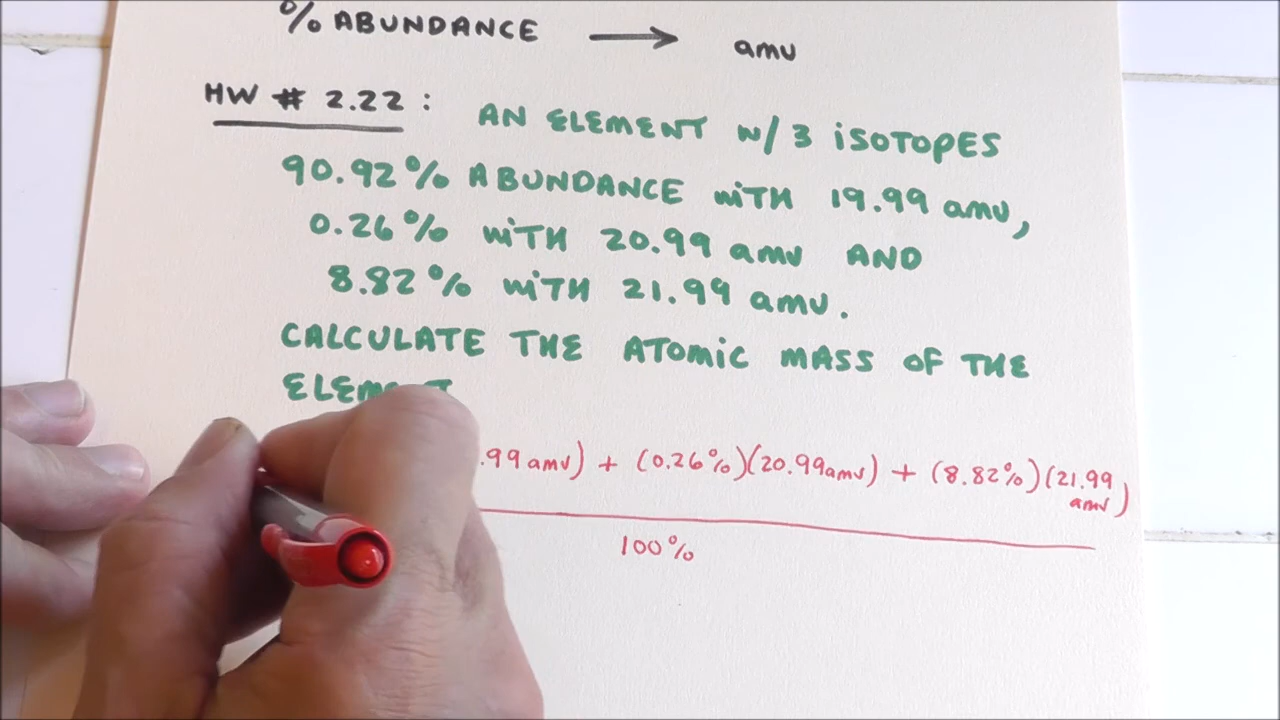 % ABUNDANCE → amu
HW # 2.22 : AN ELEMENT W/ 3 ISOTOPES
90.92% ABUNDANCE WITH 19.99 amu,
0.26% WITH 20.99 amu AND
8.82% WITH 21.99 amu.
CALCULATE THE ATOMIC MASS OF THE
ELEMENT
.99 amu) + (0.26%)(20.99amu) + (8.82%)(21.99
amu)
100%